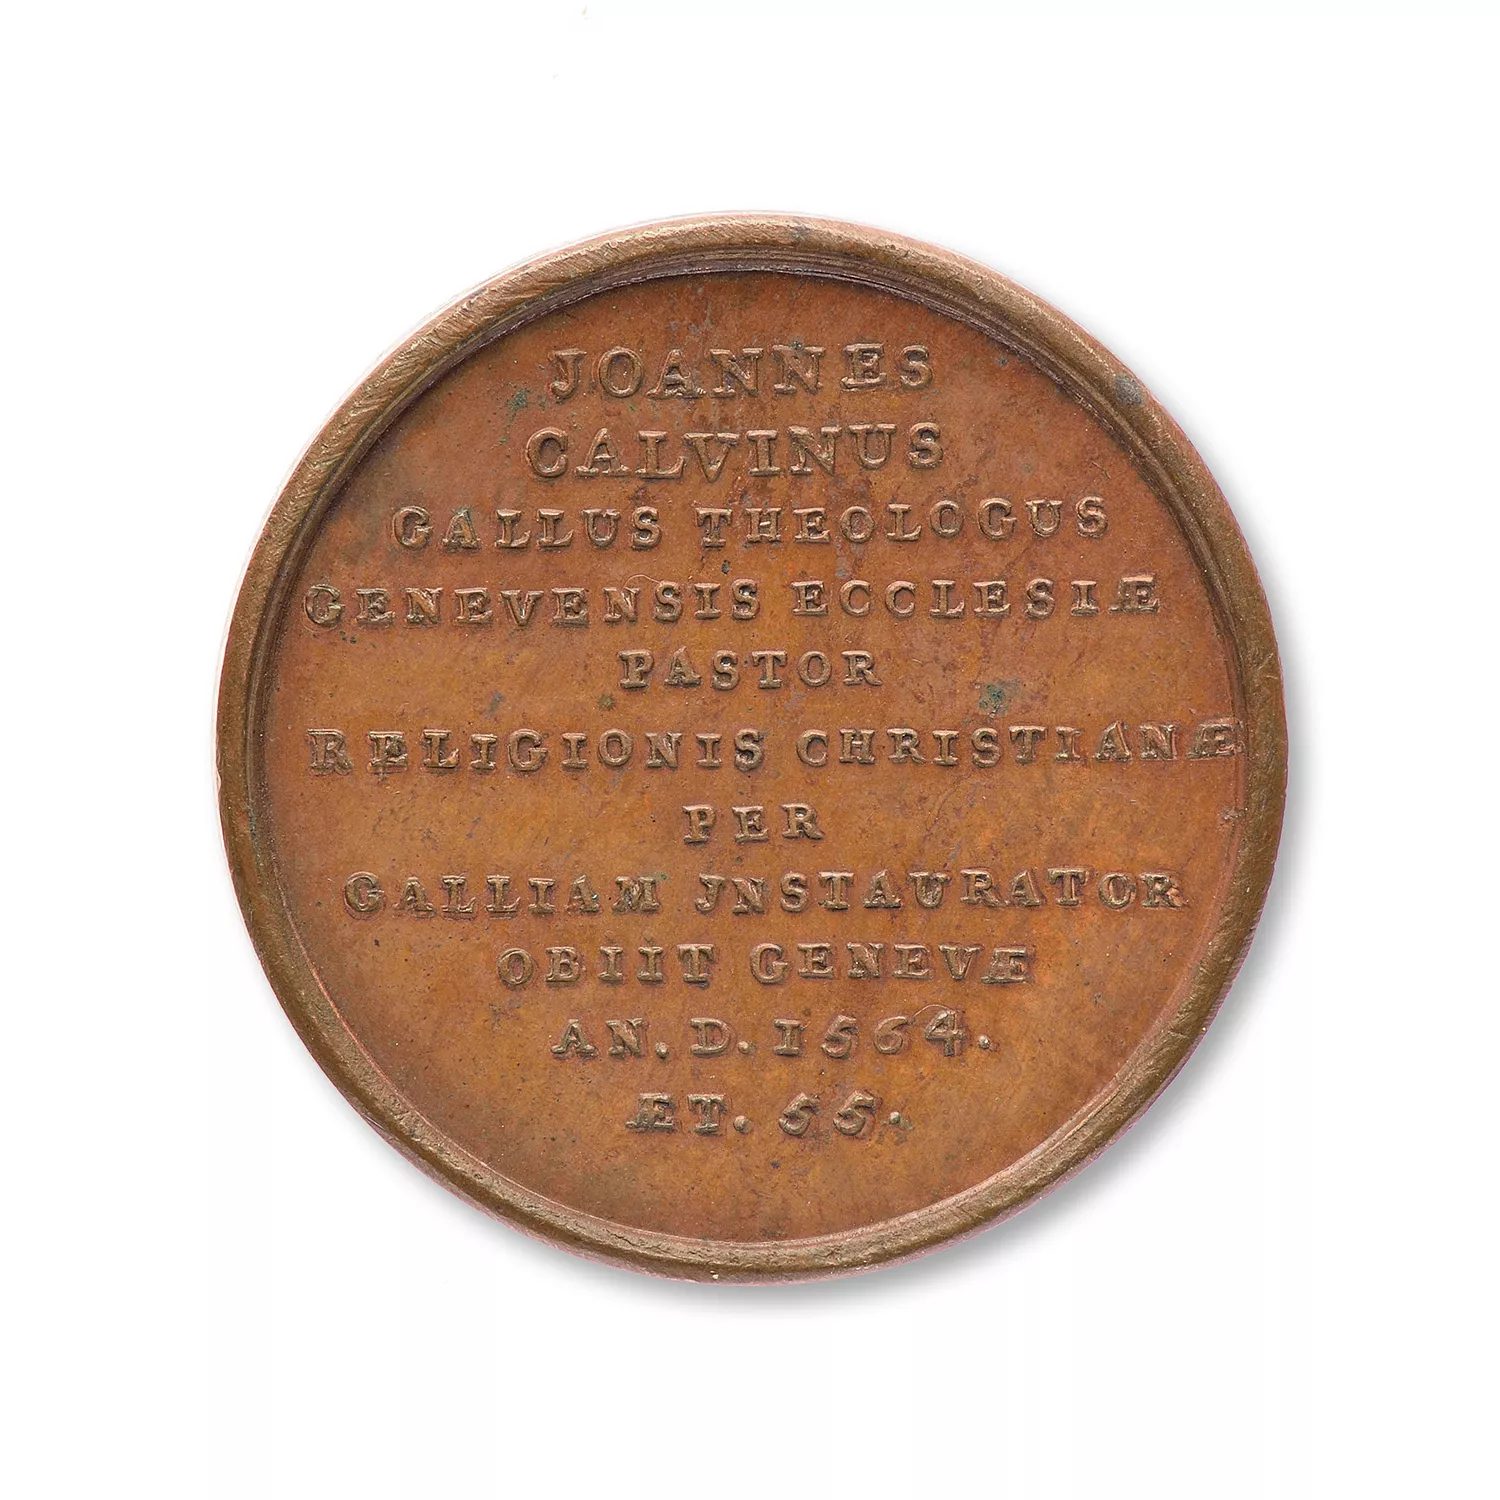 JOANNES
CALVINUS
GALLUS THEOLOGUS
GENEVENSIS ECCLESIÆ
PASTOR
RELIGIONIS CHRISTIANÆ
PER
GALLIAM JNSTAURATOR
OBIIT GENEVÆ
AN. D. 1564.
ÆT. 55.